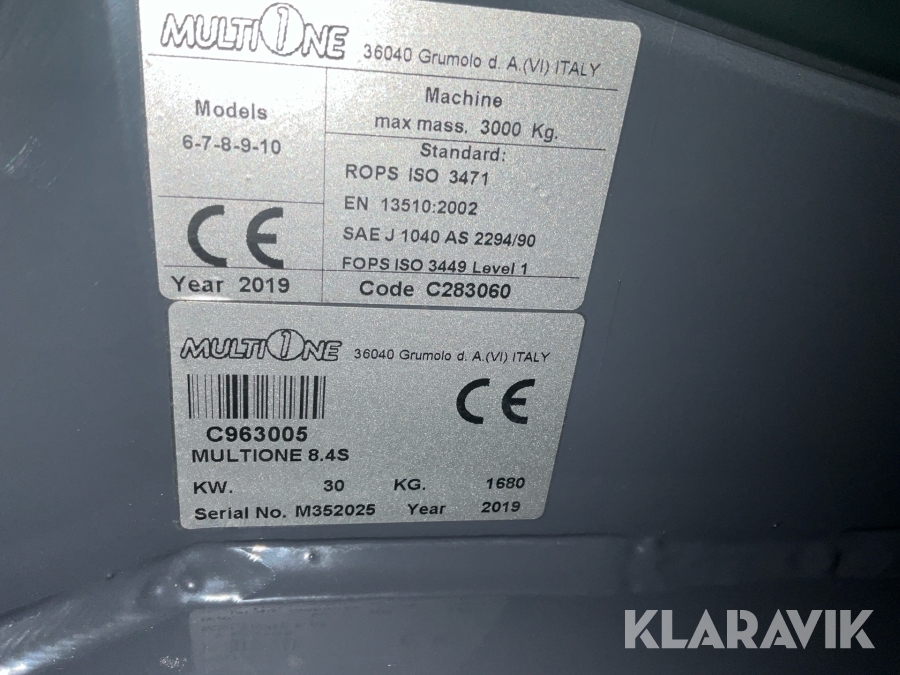 MULTIONE 36040 Grumolo d. A.(VI) ITALY
Models
6-7-8-9-10
Machine
max mass. 3000 Kg.
Standard:
ROPS ISO 3471
EN 13510:2002
SAE J 1040 AS 2294/90
FOPS ISO 3449 Level 1
CE
Year 2019
Code C283060
MULTIONE 36040 Grumolo d. A.(VI) ITALY
CE
C963005
MULTIONE 8.4S
KW. 30 KG. 1680
Serial No. M352025 Year 2019
KLARAVIK